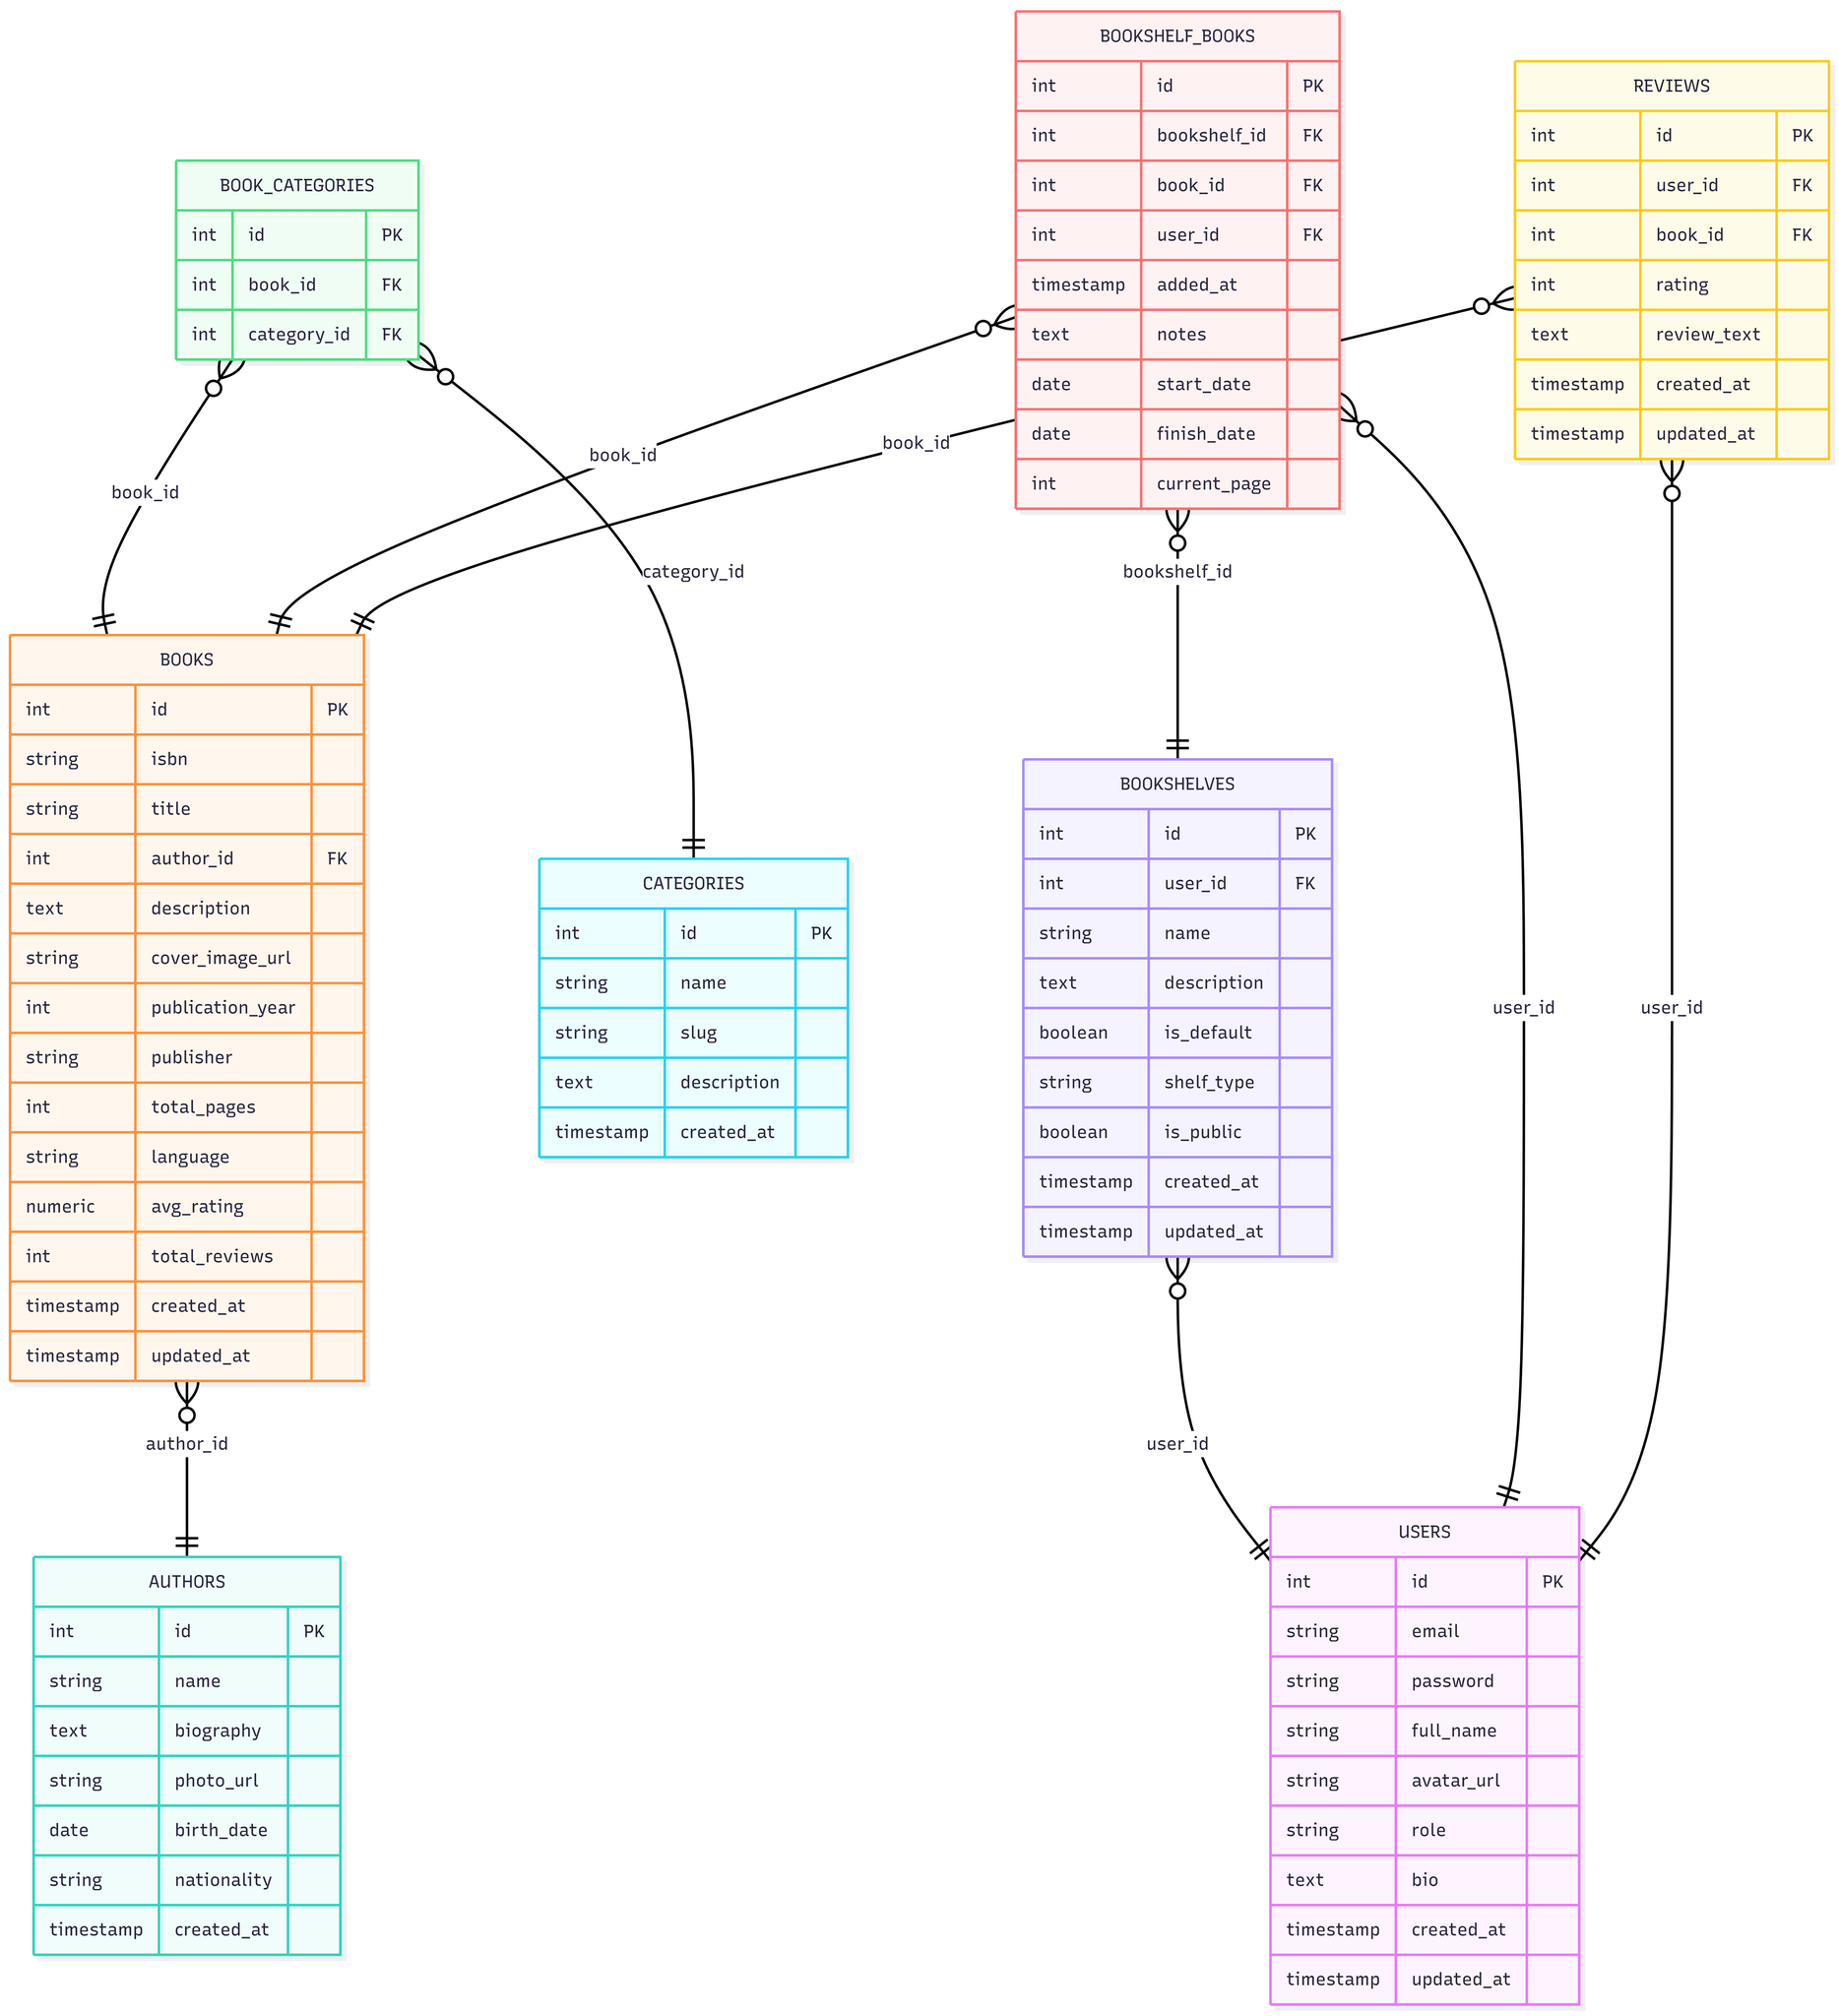 BOOKSHELF_BOOKS
int id PK
int bookshelf_id FK
int book_id FK
int user_id FK
timestamp added_at
text notes
date start_date
date finish_date
int current_page
REVIEWS
int id PK
int user_id FK
int book_id FK
int rating
text review_text
timestamp created_at
timestamp updated_at
BOOK_CATEGORIES
int id PK
int book_id FK
int category_id FK
book_id
book_id
book_id
category_id
bookshelf_id
BOOKS
int id PK
string isbn
string title
int author_id FK
text description
string cover_image_url
int publication_year
string publisher
int total_pages
string language
numeric avg_rating
int total_reviews
timestamp created_at
timestamp updated_at
CATEGORIES
int id PK
string name
string slug
text description
timestamp created_at
BOOKSHELVES
int id PK
int user_id FK
string name
text description
boolean is_default
string shelf_type
boolean is_public
timestamp created_at
timestamp updated_at
user_id
user_id
author_id
user_id
AUTHORS
int id PK
string name
text biography
string photo_url
date birth_date
string nationality
timestamp created_at
USERS
int id PK
string email
string password
string full_name
string avatar_url
string role
text bio
timestamp created_at
timestamp updated_at